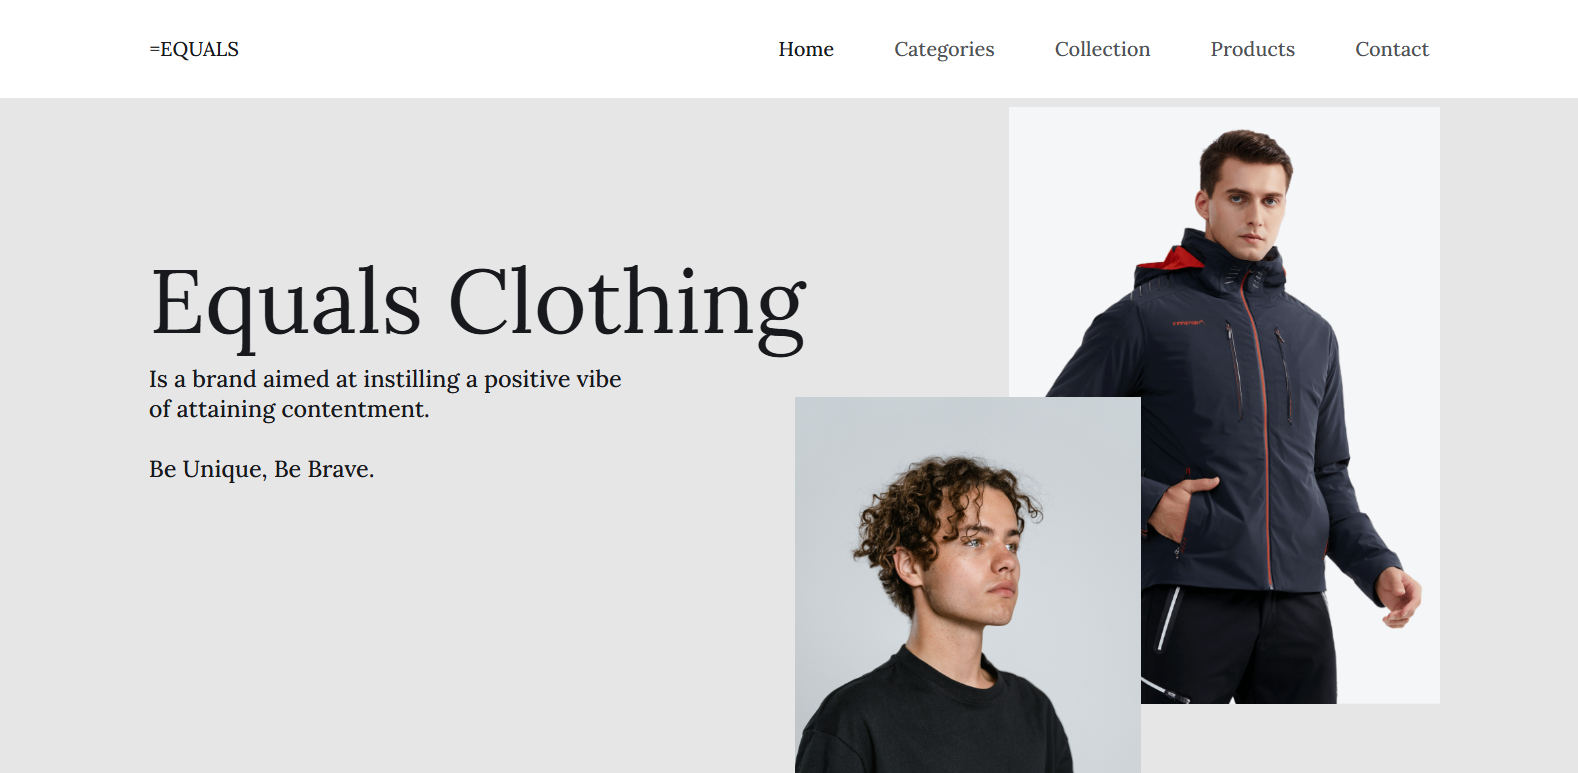 =EQUALS
Home
Categories
Collection
Products
Contact
Equals Clothing
Is a brand aimed at instilling a positive vibe
of attaining contentment.
Be Unique, Be Brave.